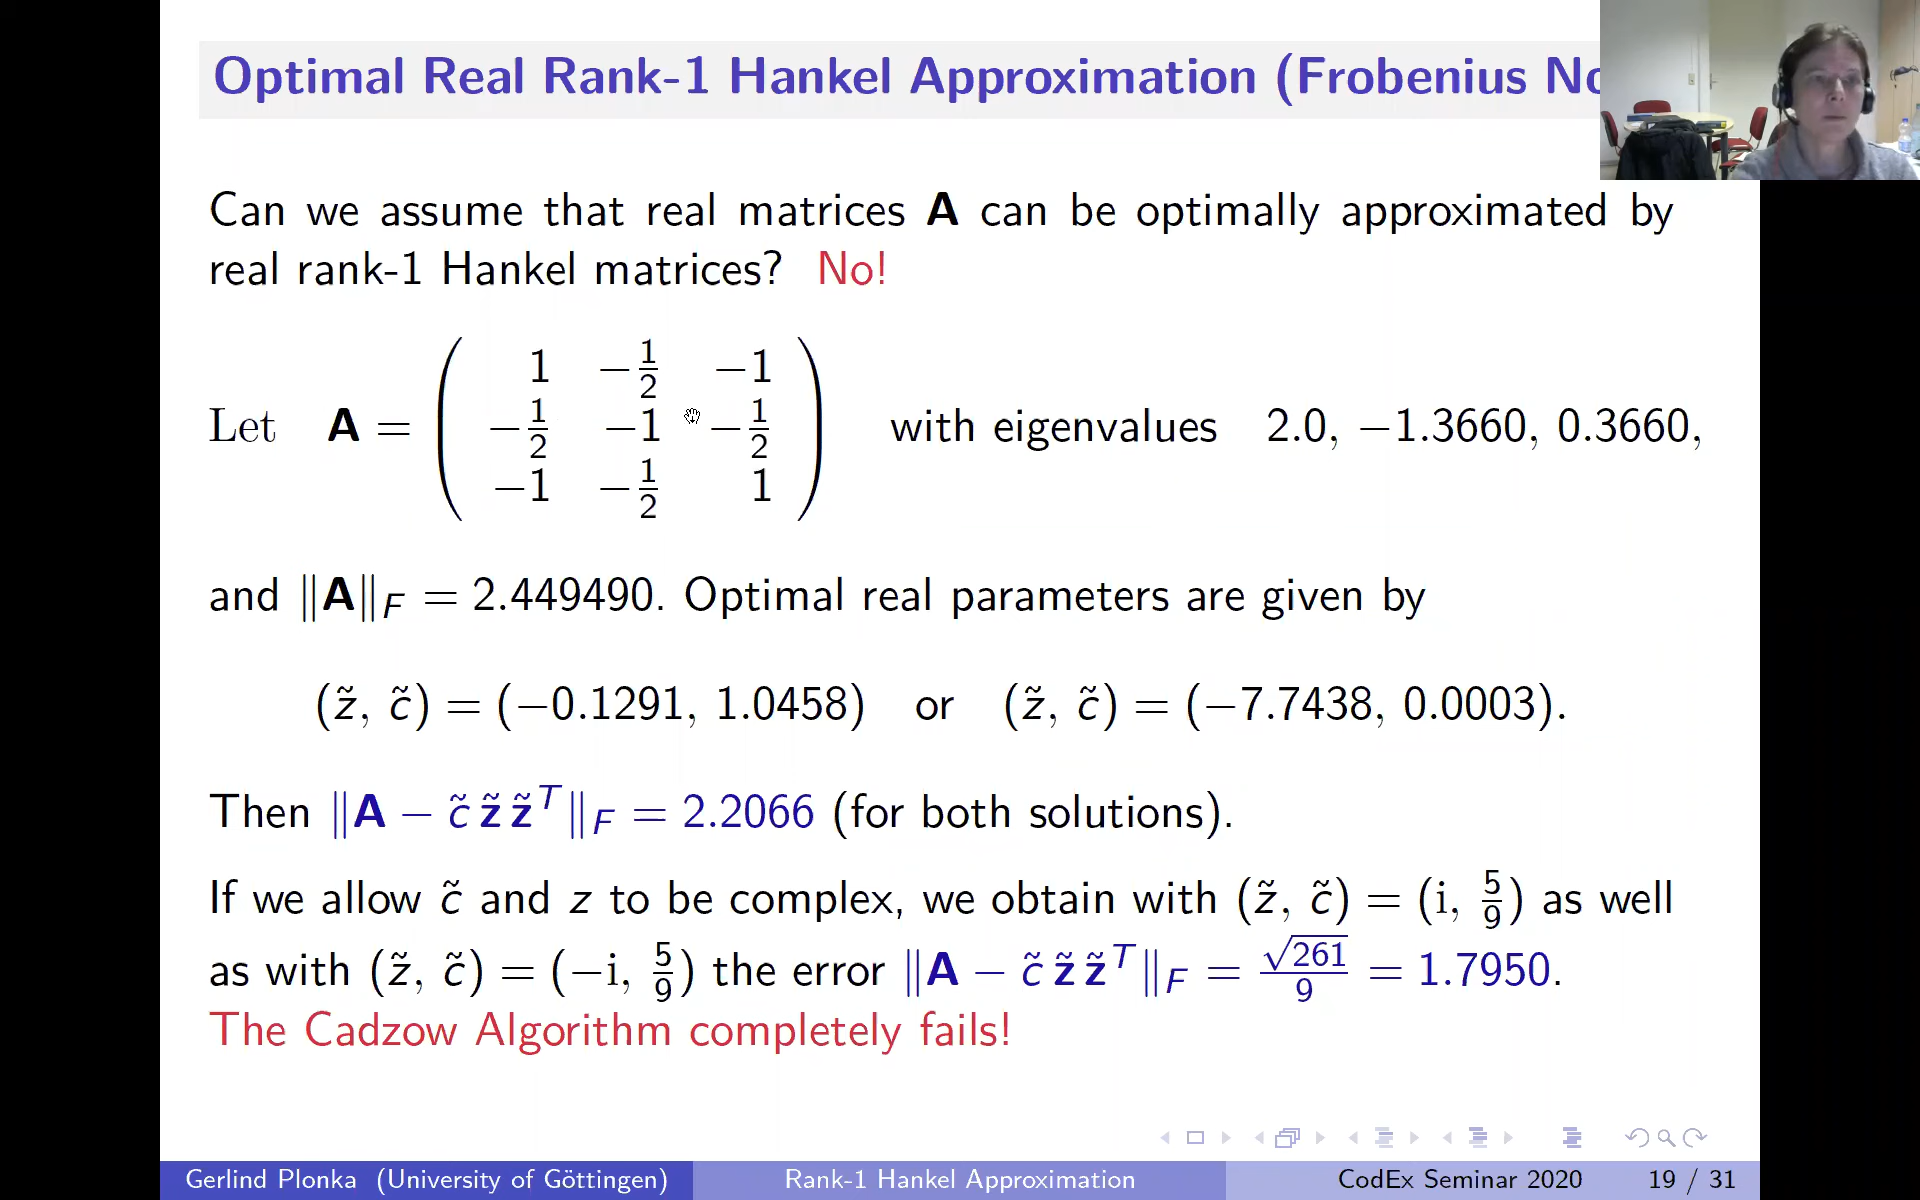 Optimal Real Rank-1 Hankel Approximation (Frobenius No
Can we assume that real matrices A can be optimally approximated by
real rank-1 Hankel matrices? No!
Let A = ( 1 −1/2 −1
−1/2 −1 −1/2
−1 −1/2 1 ) with eigenvalues 2.0, −1.3660, 0.3660,
and ‖A‖_F = 2.449490. Optimal real parameters are given by
(z̃, c̃) = (−0.1291, 1.0458) or (z̃, c̃) = (−7.7438, 0.0003).
Then ‖A − c̃ z̃ z̃^T‖_F = 2.2066 (for both solutions).
If we allow c̃ and z to be complex, we obtain with (z̃, c̃) = (i, 5/9) as well
as with (z̃, c̃) = (−i, 5/9) the error ‖A − c̃ z̃ z̃^T‖_F = √261/9 = 1.7950.
The Cadzow Algorithm completely fails!
Gerlind Plonka (University of Göttingen) Rank-1 Hankel Approximation CodEx Seminar 2020 19 / 31